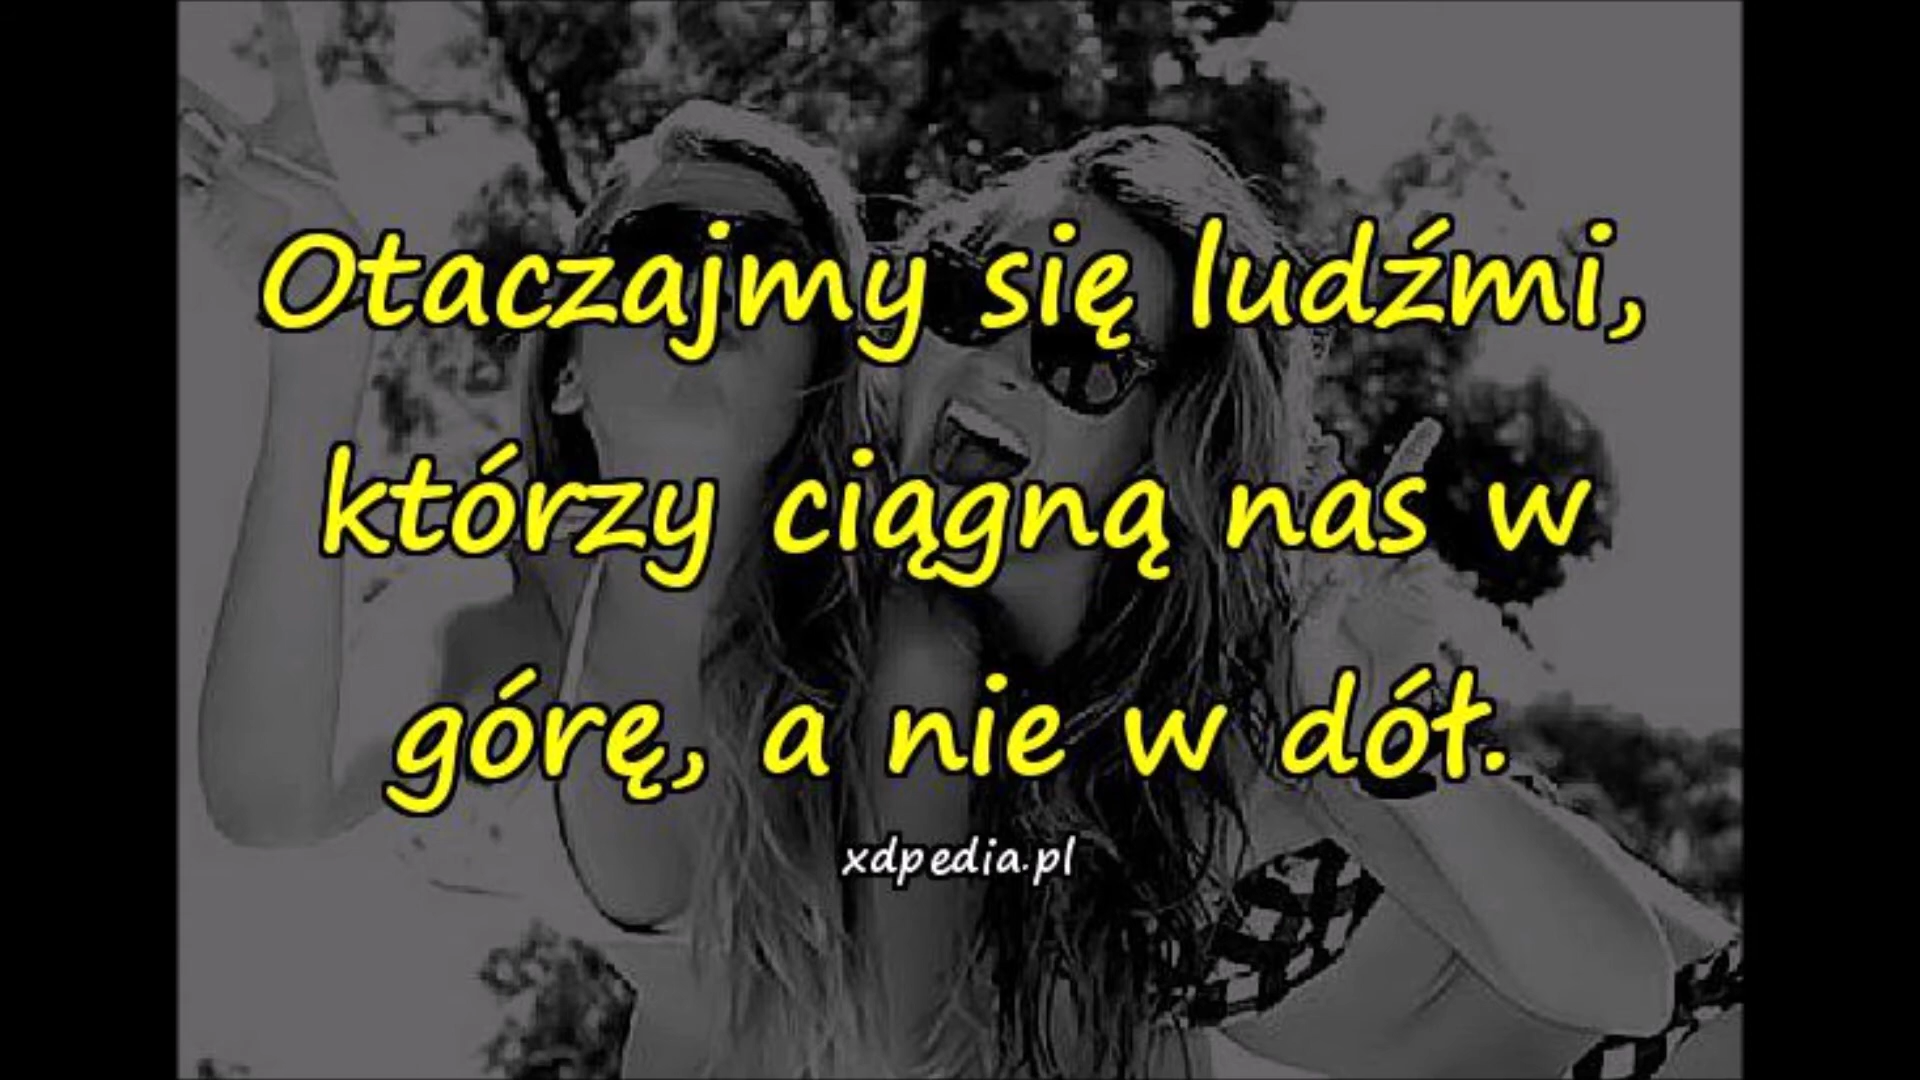 Otaczajmy się ludźmi,
którzy ciągną nas w
górę, a nie w dół.
xdpedia.pl